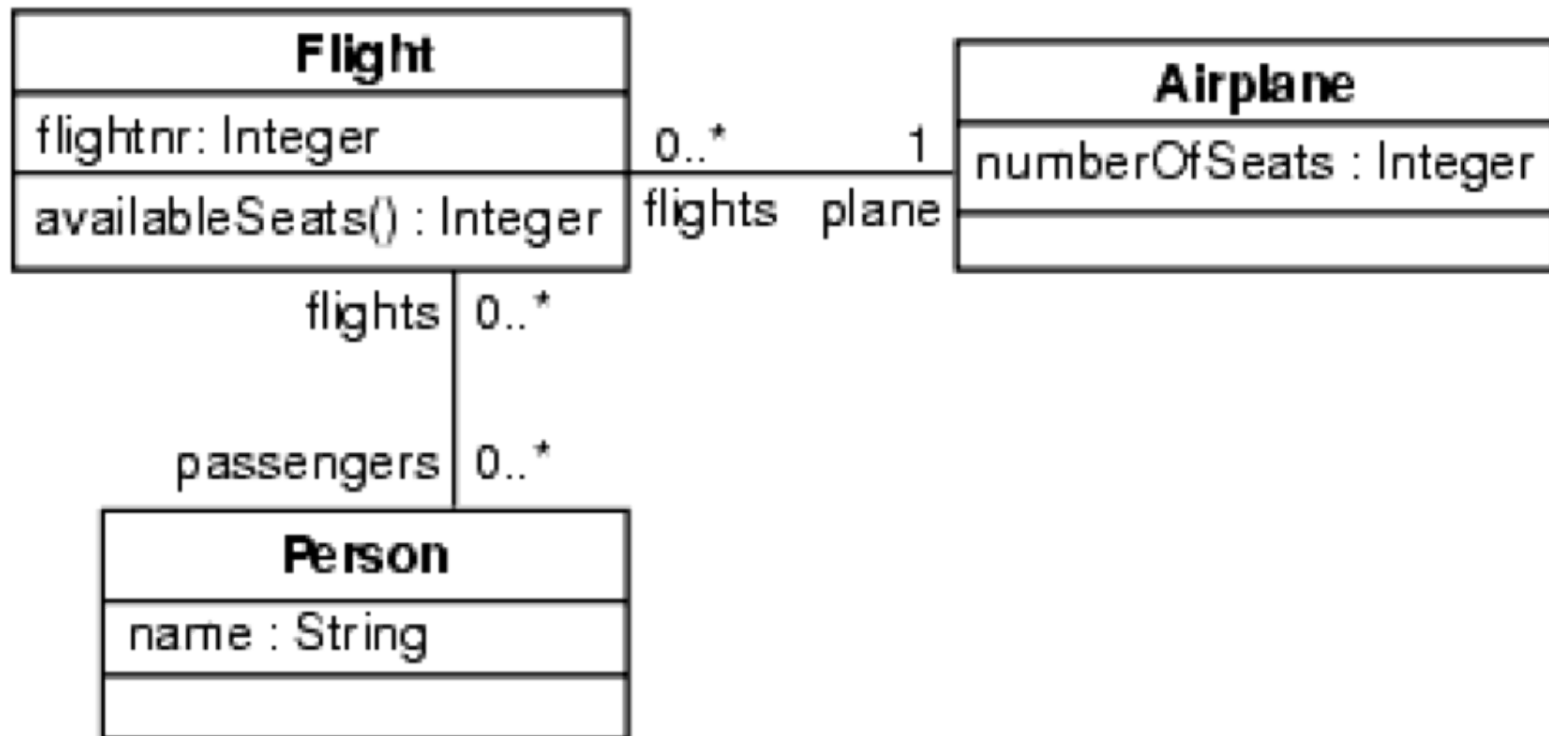 Flight
flightnr: Integer
availableSeats() : Integer
0..*
1
flights
plane
Airplane
numberOfSeats : Integer
flights
0..*
passengers
0..*
Person
name : String